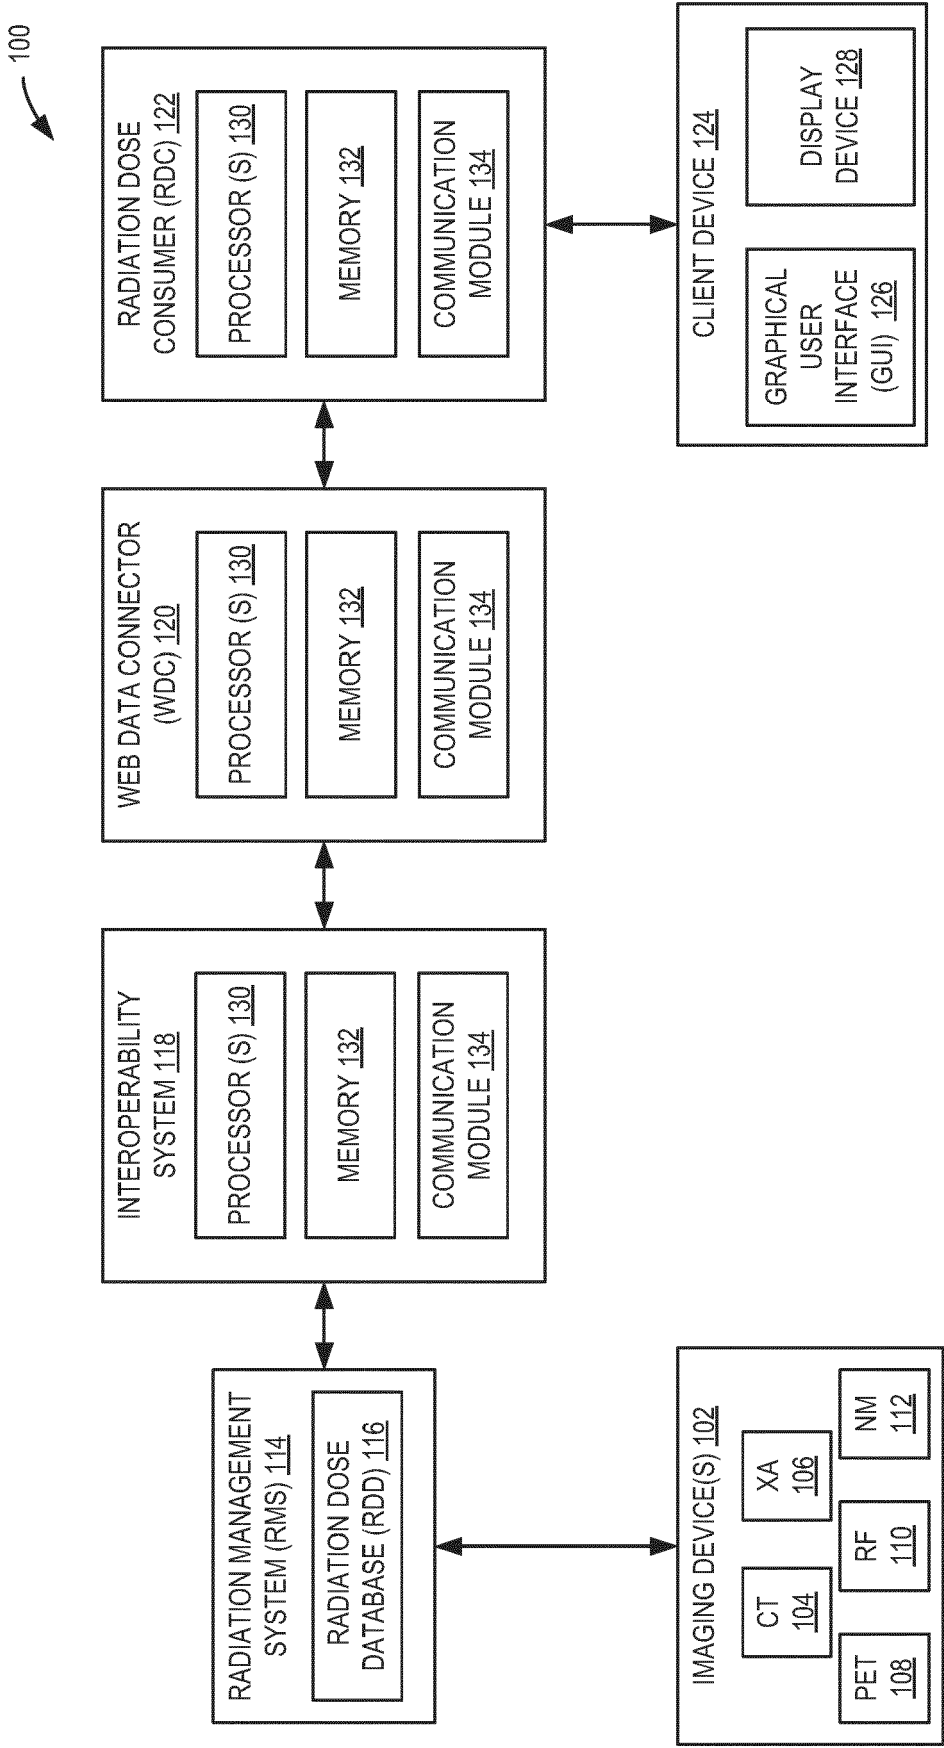 100
RADIATION MANAGEMENT
SYSTEM (RMS) 114
RADIATION DOSE
DATABASE (RDD) 116
INTEROPERABILITY
SYSTEM 118
PROCESSOR (S) 130
MEMORY 132
COMMUNICATION
MODULE 134
WEB DATA CONNECTOR
(WDC) 120
PROCESSOR (S) 130
MEMORY 132
COMMUNICATION
MODULE 134
RADIATION DOSE
CONSUMER (RDC) 122
PROCESSOR (S) 130
MEMORY 132
COMMUNICATION
MODULE 134
IMAGING DEVICE(S) 102
CT
104
XA
106
PET
108
RF
110
NM
112
CLIENT DEVICE 124
GRAPHICAL
USER
INTERFACE
(GUI) 126
DISPLAY
DEVICE 128